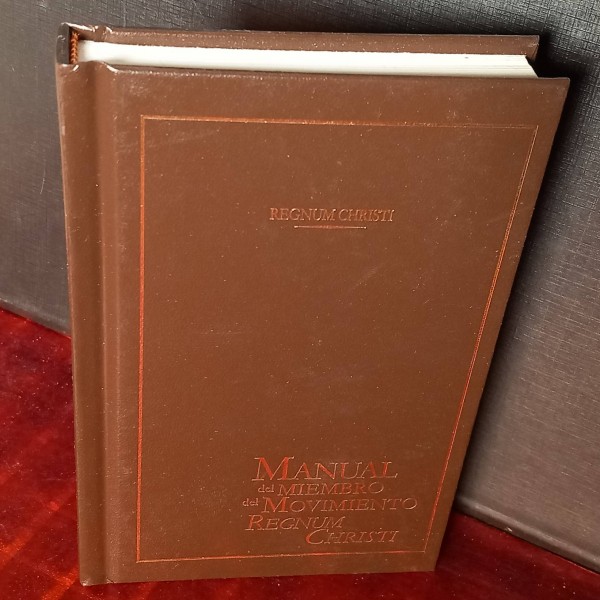 REGNUM CHRISTI
MANUAL
del MIEMBRO
del MOVIMIENTO
REGNUM
CHRISTI